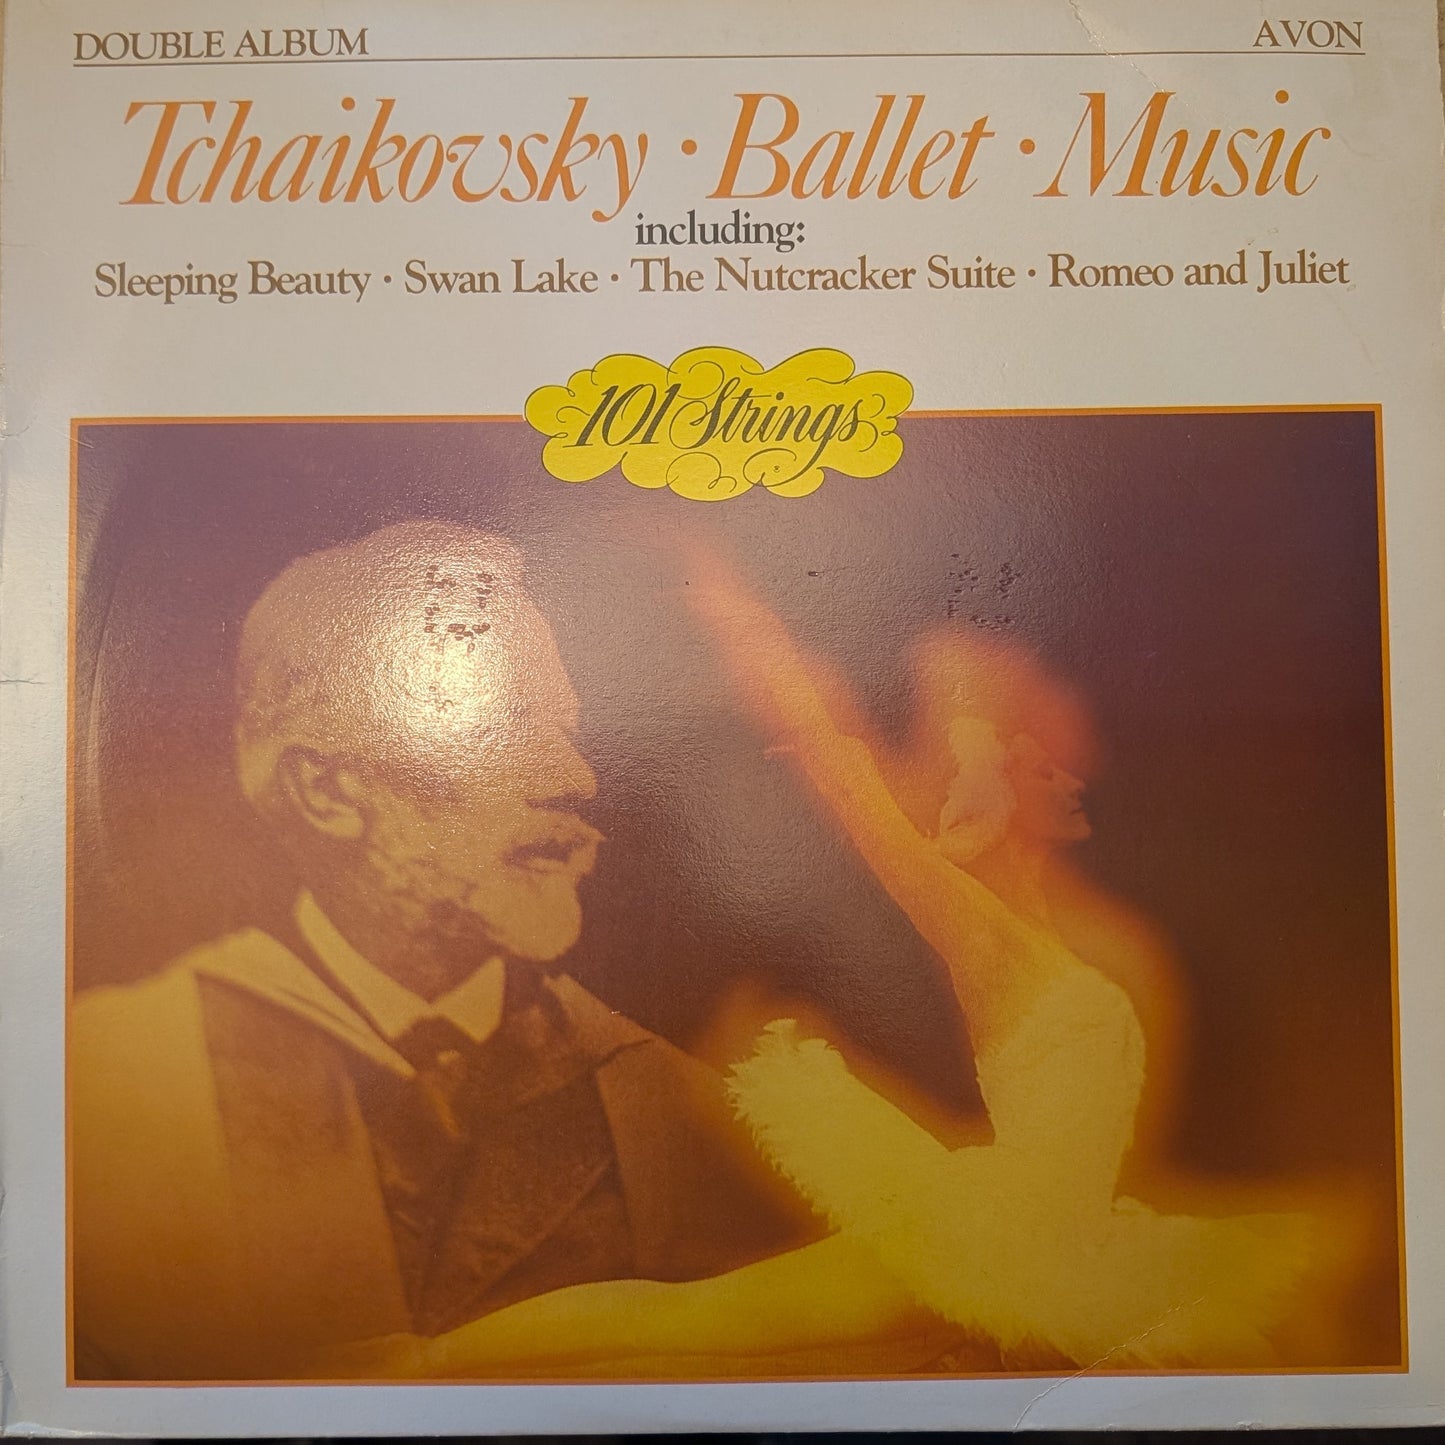 DOUBLE ALBUM
AVON
Tchaikovsky · Ballet · Music
including:
Sleeping Beauty · Swan Lake · The Nutcracker Suite · Romeo and Juliet
101 Strings ®